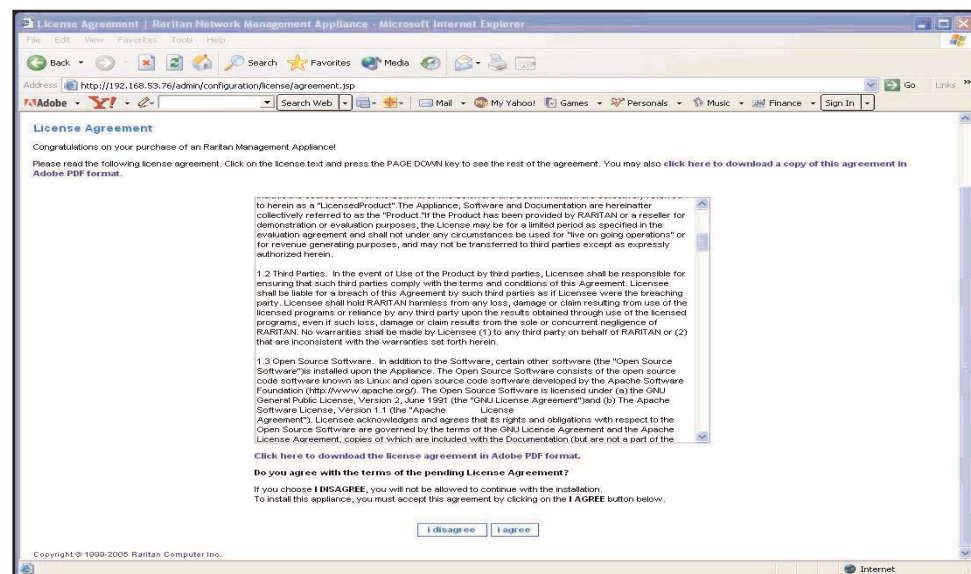 License Agreement | Raritan Network Management Appliance - Microsoft Internet Explorer
File Edit View Favorites Tools Help
Back Search Favorites Media
Address http://192.168.53.76/admin/configuration/license/agreement.jsp Go Links »
Adobe Y! Search Web Mail My Yahoo! Games Personals Music Finance Sign In
License Agreement
Congratulations on your purchase of an Raritan Management Appliance!
Please read the following license agreement. Click on the license text and press the PAGE DOWN key to see the rest of the agreement. You may also click here to download a copy of this agreement in
Adobe PDF format.
to herein as a "LicensedProduct".The Appliance, Software and Documentation are hereinafter
collectively referred to as the "Product."If the Product has been provided by RARITAN or a reseller for
demonstration or evaluation purposes, the License may be for a limited period as specified in the
evaluation agreement and shall not under any circumstances be used for "live on going operations" or
for revenue generating purposes, and may not be transferred to third parties except as expressly
authorized herein.
1.2 Third Parties. In the event of Use of the Product by third parties, Licensee shall be responsible for
ensuring that such third parties comply with the terms and conditions of this Agreement. Licensee
shall be liable for a breach of this Agreement by such third parties as if Licensee were the breaching
party. Licensee shall hold RARITAN harmless from any loss, damage or claim resulting from use of the
licensed programs or reliance by any third party upon the results obtained through use of the licensed
programs, even if such loss, damage or claim results from the sole or concurrent negligence of
RARITAN. No warranties shall be made by Licensee (1) to any third party on behalf of RARITAN or (2)
that are inconsistent with the warranties set forth herein.
1.3 Open Source Software. In addition to the Software, certain other software (the "Open Source
Software")is installed upon the Appliance. The Open Source Software consists of the open source
code software known as Linux and open source code software developed by the Apache Software
Foundation (http://www.apache.org/). The Open Source Software is licensed under (a) the GNU
General Public License, Version 2, June 1991 (the "GNU License Agreement")and (b) The Apache
Software License, Version 1.1 (the "Apache License
Agreement"). Licensee acknowledges and agrees that its rights and obligations with respect to the
Open Source Software are governed by the terms of the GNU License Agreement and the Apache
License Agreement, copies of which are included with the Documentation (but are not a part of the
Click here to download the license agreement in Adobe PDF format.
Do you agree with the terms of the pending License Agreement?
If you choose I DISAGREE, you will not be allowed to continue with the installation.
To install this appliance, you must accept this agreement by clicking on the I AGREE button below.
I disagree I agree
Copyright © 1999-2005 Raritan Computer Inc.
Internet